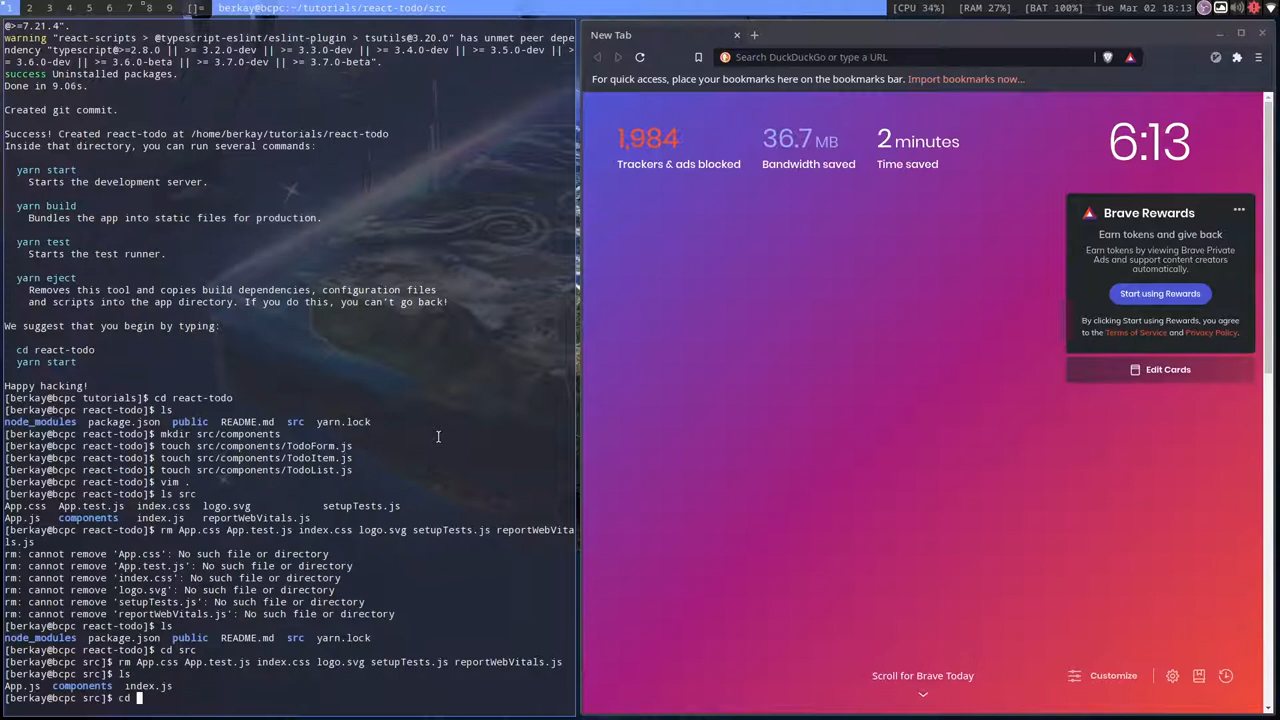 1 2 3 4 5 6 7 8 9 []= berkay@bcpc:~/tutorials/react-todo/src [CPU 34%] [RAM 27%] [BAT 100%] Tue Mar 02 18:13
@>=7.21.4".
warning "react-scripts > @typescript-eslint/eslint-plugin > tsutils@3.20.0" has unmet peer depe
ndency "typescript@>=2.8.0 || >= 3.2.0-dev || >= 3.3.0-dev || >= 3.4.0-dev || >= 3.5.0-dev || >
= 3.6.0-dev || >= 3.6.0-beta || >= 3.7.0-dev || >= 3.7.0-beta".
success Uninstalled packages.
Done in 9.06s.
Created git commit.
Success! Created react-todo at /home/berkay/tutorials/react-todo
Inside that directory, you can run several commands:
yarn start
Starts the development server.
yarn build
Bundles the app into static files for production.
yarn test
Starts the test runner.
yarn eject
Removes this tool and copies build dependencies, configuration files
and scripts into the app directory. If you do this, you can't go back!
We suggest that you begin by typing:
cd react-todo
yarn start
Happy hacking!
[berkay@bcpc tutorials]$ cd react-todo
[berkay@bcpc react-todo]$ ls
node_modules package.json public README.md src yarn.lock
[berkay@bcpc react-todo]$ mkdir src/components
[berkay@bcpc react-todo]$ touch src/components/TodoForm.js
[berkay@bcpc react-todo]$ touch src/components/TodoItem.js
[berkay@bcpc react-todo]$ touch src/components/TodoList.js
[berkay@bcpc react-todo]$ vim .
[berkay@bcpc react-todo]$ ls src
App.css App.test.js index.css logo.svg setupTests.js
App.js components index.js reportWebVitals.js
[berkay@bcpc react-todo]$ rm App.css App.test.js index.css logo.svg setupTests.js reportWebVita
ls.js
rm: cannot remove 'App.css': No such file or directory
rm: cannot remove 'App.test.js': No such file or directory
rm: cannot remove 'index.css': No such file or directory
rm: cannot remove 'logo.svg': No such file or directory
rm: cannot remove 'setupTests.js': No such file or directory
rm: cannot remove 'reportWebVitals.js': No such file or directory
[berkay@bcpc react-todo]$ ls
node_modules package.json public README.md src yarn.lock
[berkay@bcpc react-todo]$ cd src
[berkay@bcpc src]$ rm App.css App.test.js index.css logo.svg setupTests.js reportWebVitals.js
[berkay@bcpc src]$ ls
App.js components index.js
[berkay@bcpc src]$ cd
New Tab
Search DuckDuckGo or type a URL
For quick access, place your bookmarks here on the bookmarks bar. Import bookmarks now...
1,984
Trackers & ads blocked
36.7 MB
Bandwidth saved
2 minutes
Time saved
6:13
Brave Rewards
Earn tokens and give back
Earn tokens by viewing Brave Private
Ads and support content creators
automatically.
Start using Rewards
By clicking Start using Rewards, you agree
to the Terms of Service and Privacy Policy.
Edit Cards
Scroll for Brave Today
Customize